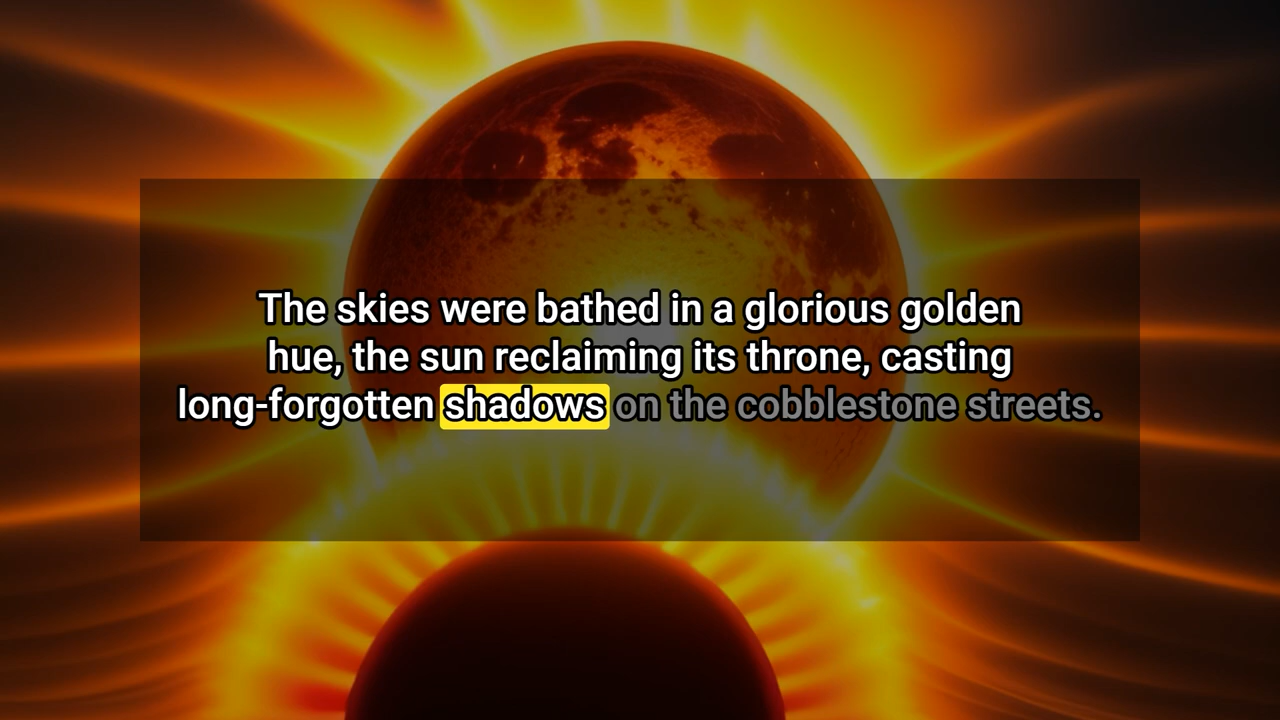 The skies were bathed in a glorious golden
hue, the sun reclaiming its throne, casting
long-forgotten shadows on the cobblestone streets.